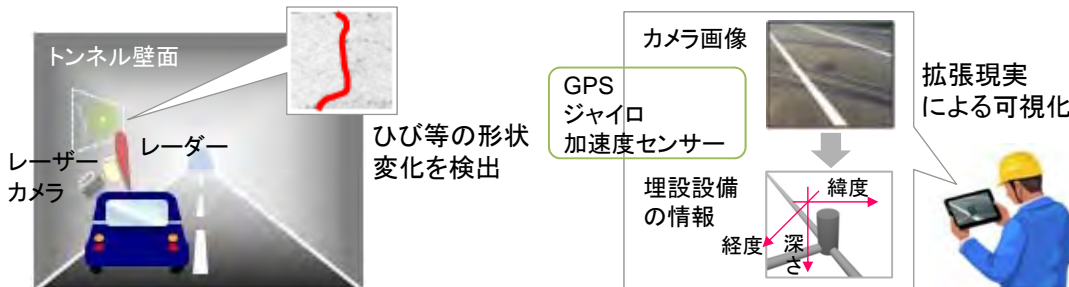 トンネル壁面
レーダー
レーザー
カメラ
ひび等の形状
変化を検出
カメラ画像
GPS
ジャイロ
加速度センサー
埋設設備
の情報
緯度
経度
深さ
拡張現実
による可視化